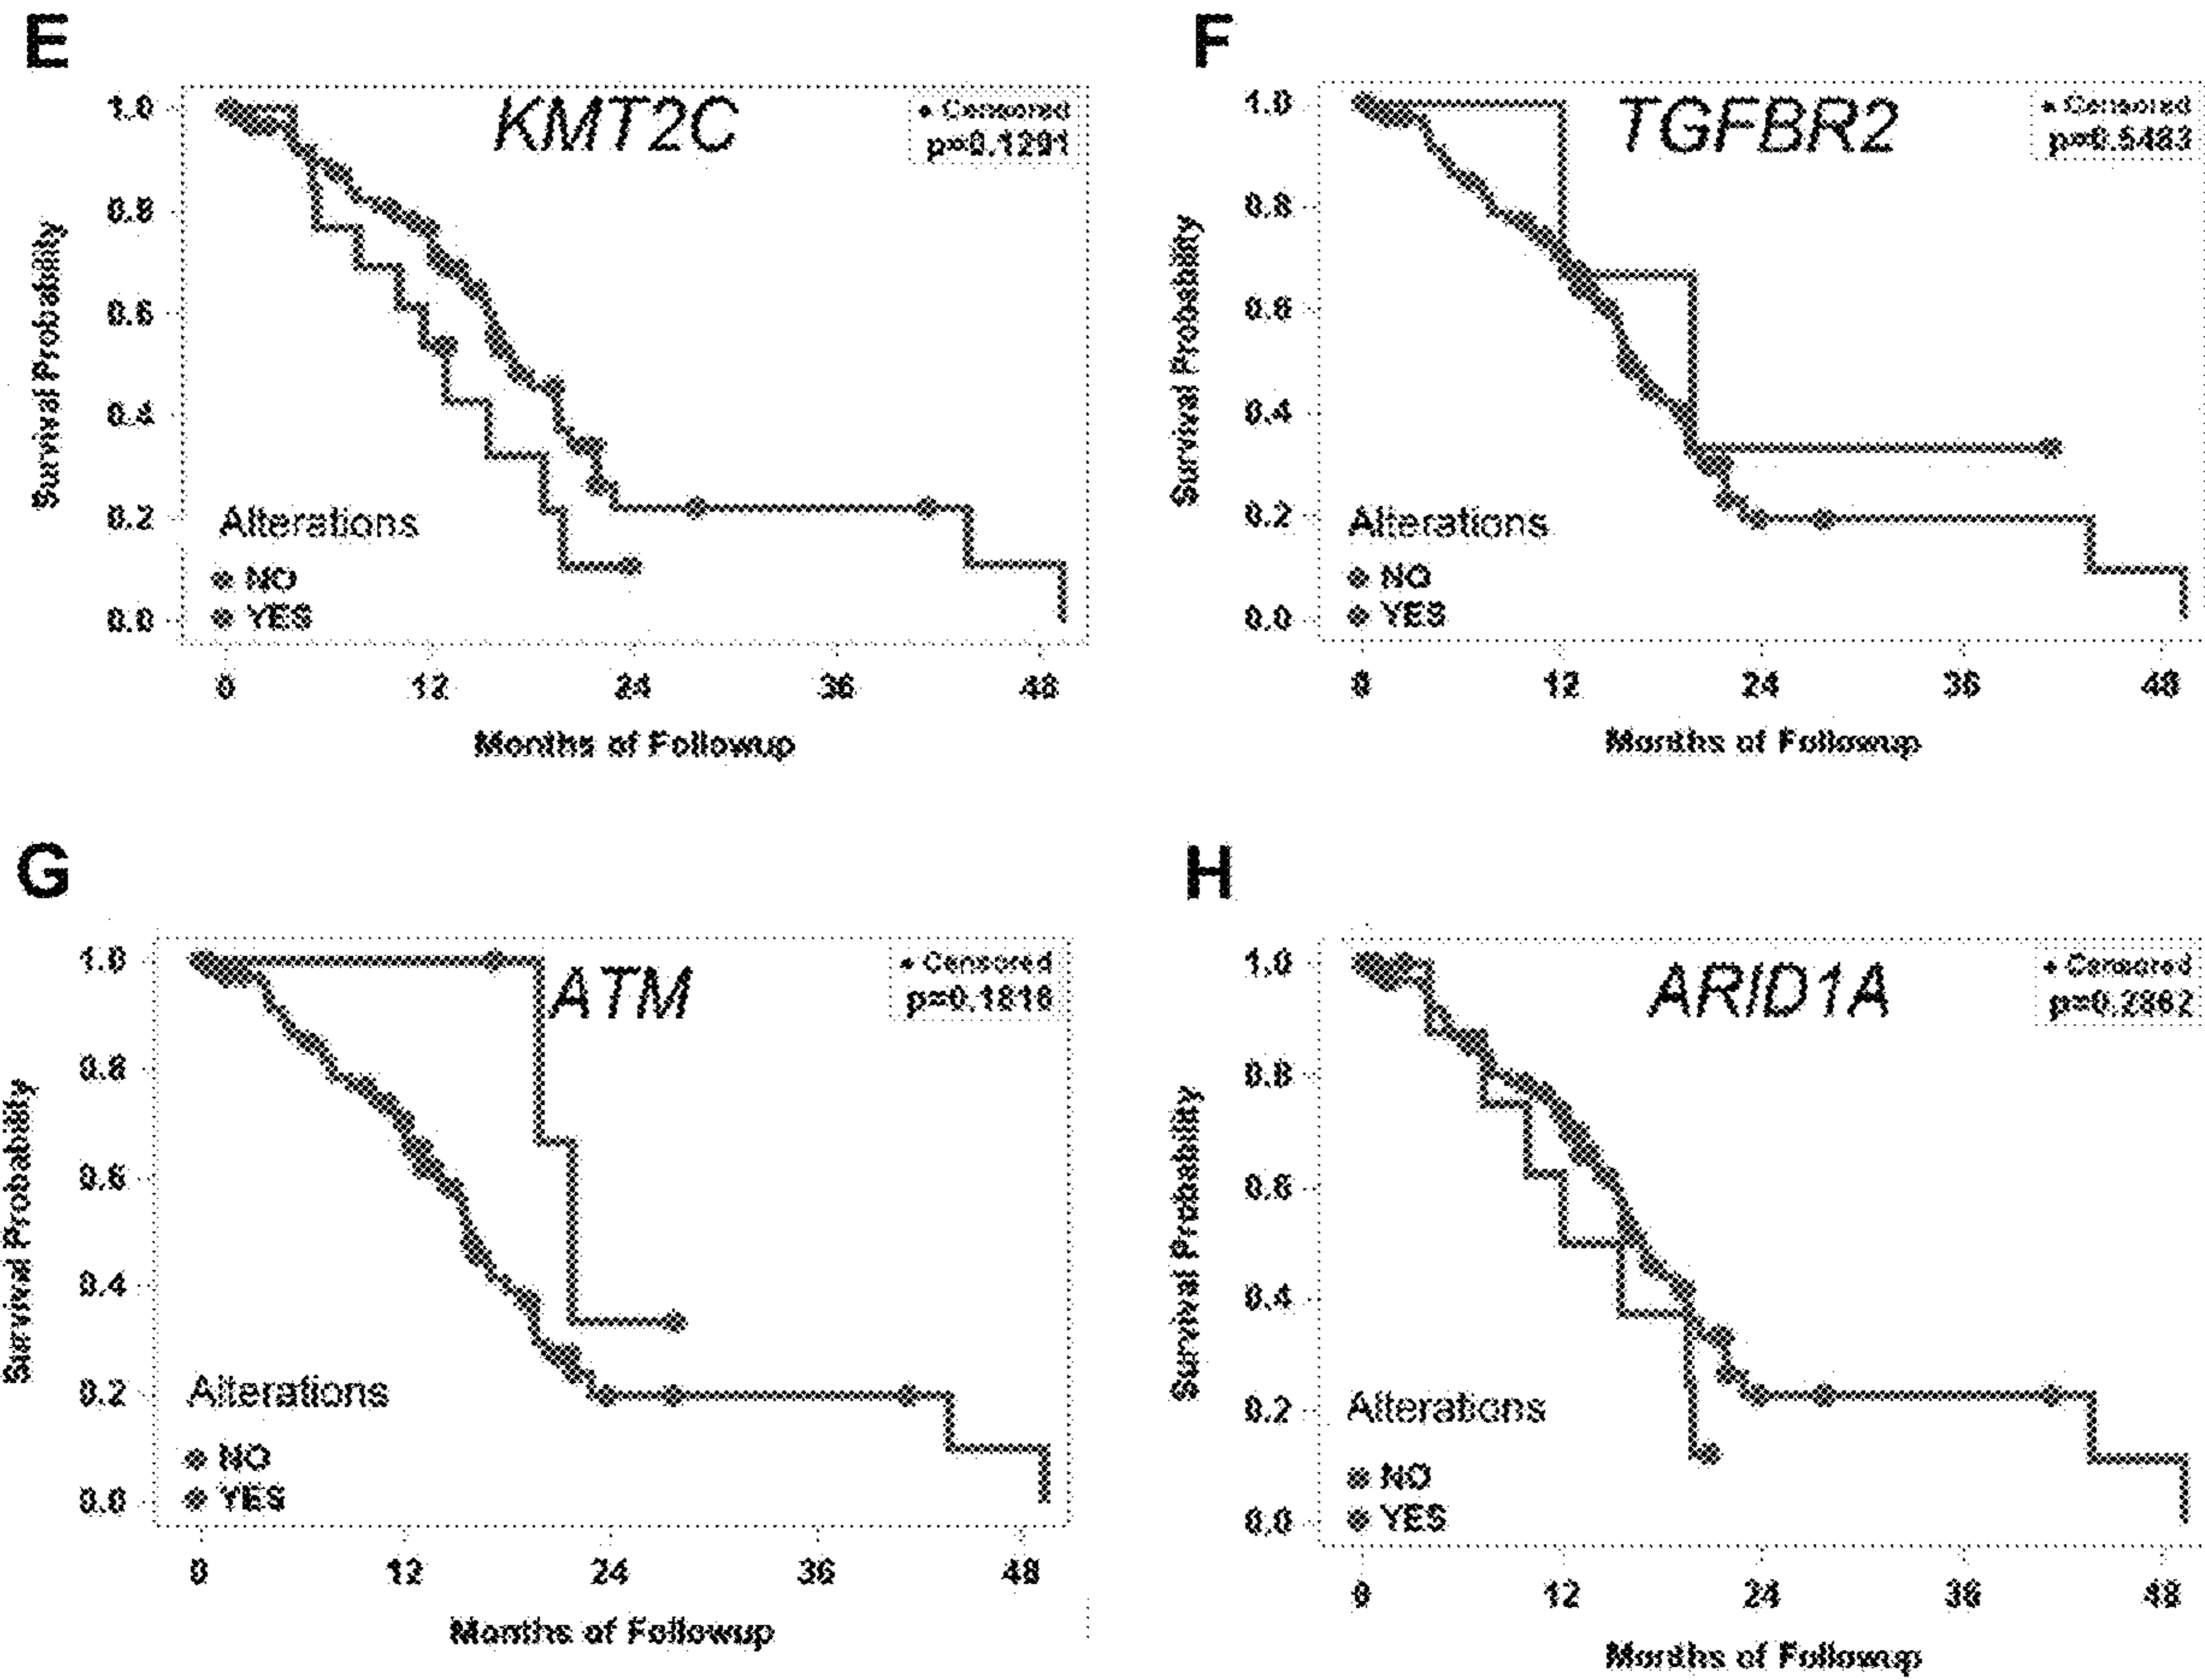 E
KMT2C
Censored
p=0.1291
1.0
0.8
0.6
0.4
0.2
0.0
Survival Probability
Alterations
NO
YES
0 12 24 36 48
Months of Followup
F
TGFBR2
Censored
p=0.5483
1.0
0.8
0.6
0.4
0.2
0.0
Survival Probability
Alterations
NO
YES
0 12 24 36 48
Months of Followup
G
ATM
Censored
p=0.1816
1.0
0.8
0.6
0.4
0.2
0.0
Survival Probability
Alterations
NO
YES
0 12 24 36 48
Months of Followup
H
ARID1A
Censored
p=0.2862
1.0
0.8
0.6
0.4
0.2
0.0
Survival Probability
Alterations
NO
YES
0 12 24 36 48
Months of Followup